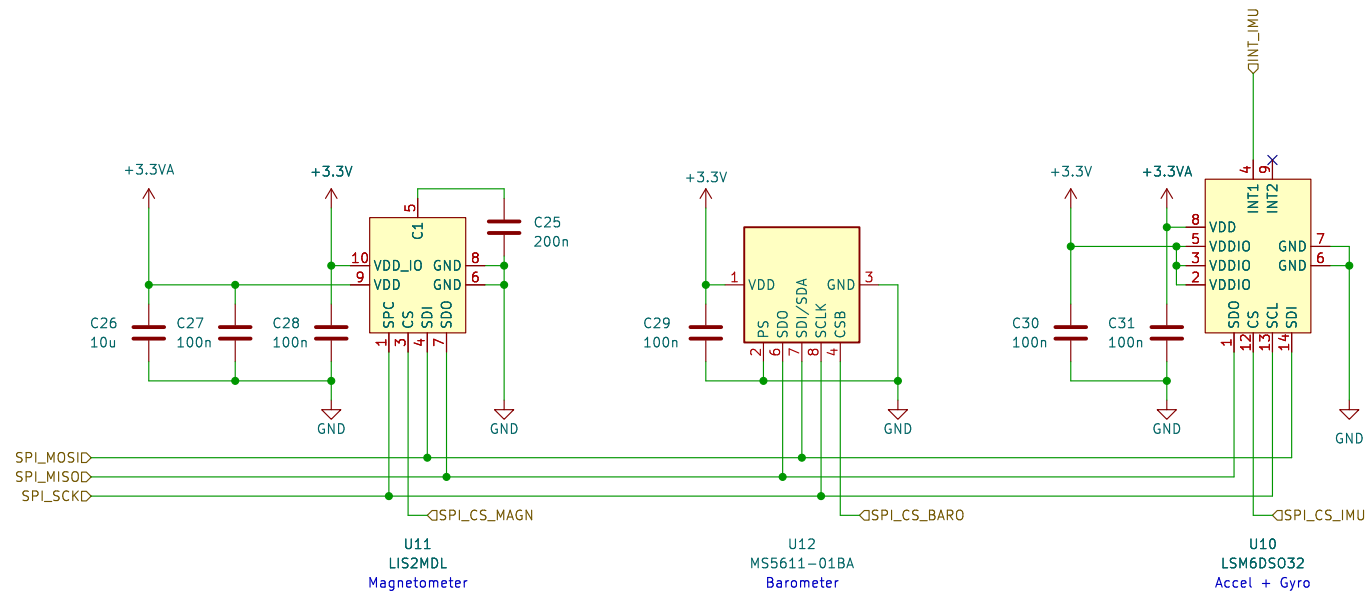 INT_IMU
+3.3VA
+3.3V
+3.3V
+3.3V
+3.3VA
5
C1
C25
200n
10
VDD_IO
GND
8
9
VDD
GND
6
SPC
CS
SDI
SDO
1
3
4
7
C26
10u
C27
100n
C28
100n
GND
GND
1
VDD
GND
3
PS
SDO
SDI/SDA
SCLK
CSB
2
6
7
8
4
C29
100n
GND
4
9
INT1
INT2
8
VDD
5
VDDIO
GND
7
3
VDDIO
GND
6
2
VDDIO
SDO
CS
SCL
SDI
1
12
13
14
C30
100n
C31
100n
GND
GND
SPI_MOSI
SPI_MISO
SPI_SCK
SPI_CS_MAGN
SPI_CS_BARO
SPI_CS_IMU
U11
LIS2MDL
Magnetometer
U12
MS5611-01BA
Barometer
U10
LSM6DSO32
Accel + Gyro